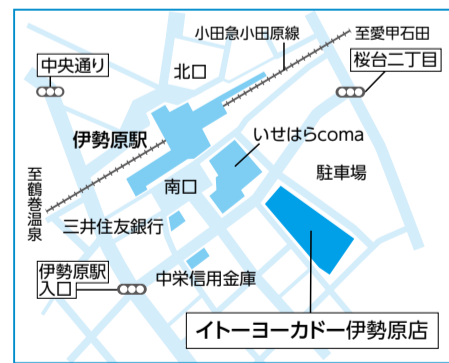 小田急小田原線
至愛甲石田
中央通り
北口
桜台二丁目
伊勢原駅
いせはらcoma
至鶴巻温泉
南口
駐車場
三井住友銀行
伊勢原駅
入口
中栄信用金庫
イトーヨーカドー伊勢原店